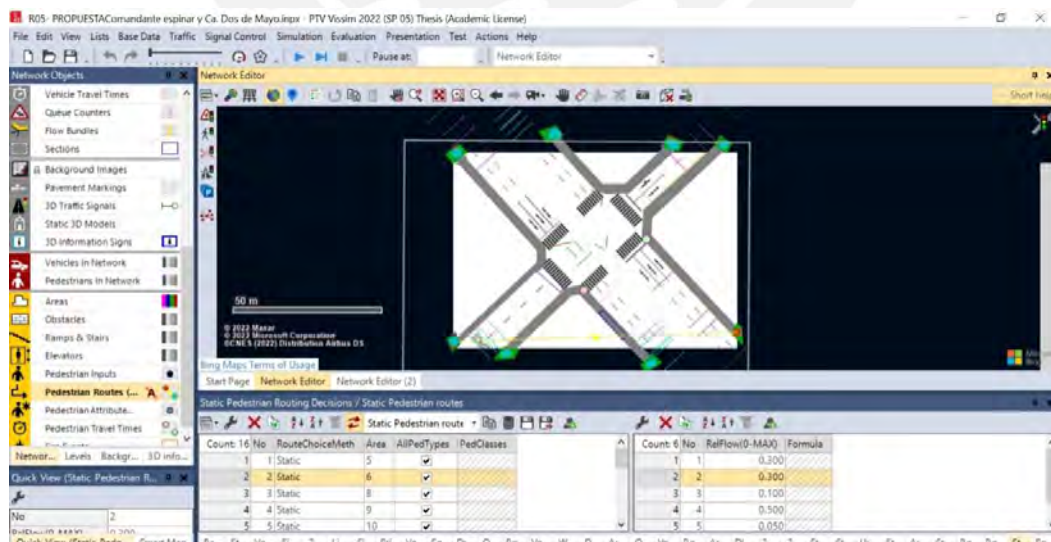 R05- PROPUESTAComandante espinar y Ca. Dos de Mayo.inpx - PTV Vissim 2022 (SP 05) Thesis (Academic License)
File Edit View Lists Base Data Traffic Signal Control Simulation Evaluation Presentation Test Actions Help
Pause at: Network Editor
Network Objects
Network Editor
Vehicle Travel Times
Short Help
Queue Counters
Flow Bundles
Sections
Background Images
Pavement Markings
3D Traffic Signals
Static 3D Models
3D Information Signs
Vehicles In Network
Pedestrians In Network
Areas
50 m
Obstacles
© 2022 Maxar
© 2022 Microsoft Corporation
©CNES (2022) Distribution Airbus DS
Ramps & Stairs
Elevators
Bing Maps Terms of Usage
Pedestrian Inputs
Start Page Network Editor Network Editor (2)
Pedestrian Routes (...
Static Pedestrian Routing Decisions / Static Pedestrian routes
Pedestrian Attribute...
Static Pedestrian route
Pedestrian Travel Times
Count: 16 No RouteChoiceMeth Area AllPedTypes PedClasses
Count: 6 No RelFlow(0-MAX) Formula
Networ... Levels Backgr... 3D info...
1 1 Static 5
1 1 0.300
Quick View (Static Pedestrian R...
2 2 Static 6
2 2 0.300
3 3 Static 8
3 3 0.100
No 2
4 4 Static 9
4 4 0.500
5 5 Static 10
5 5 0.050